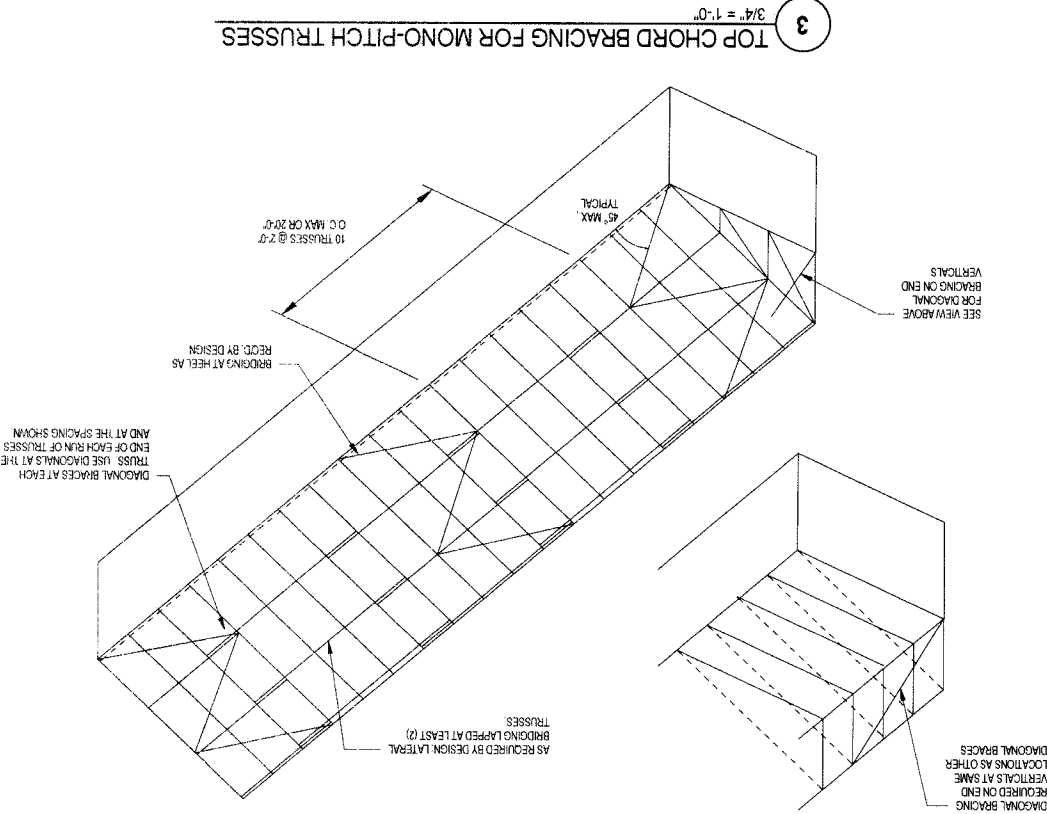 DIAGONAL BRACING
REQUIRED ON END
VERTICALS AT SAME
LOCATIONS AS OTHER
DIAGONAL BRACES
AS REQUIRED BY DESIGN: LATERAL
BRIDGING LAPPED AT LEAST (2)
TRUSSES.
DIAGONAL BRACES AT EACH
TRUSS. USE DIAGONALS AT THE
END OF EACH RUN OF TRUSSES
AND AT THE SPACING SHOWN.
BRIDGING AT HEEL AS
REQ'D. BY DESIGN
SEE VIEW ABOVE
FOR DIAGONAL
BRACING ON END
VERTICALS
10 TRUSSES @ 2'-0"
O.C. MAX OR 20'-0"
45° MAX,
TYPICAL
3
TOP CHORD BRACING FOR MONO-PITCH TRUSSES
3/4" = 1'-0"